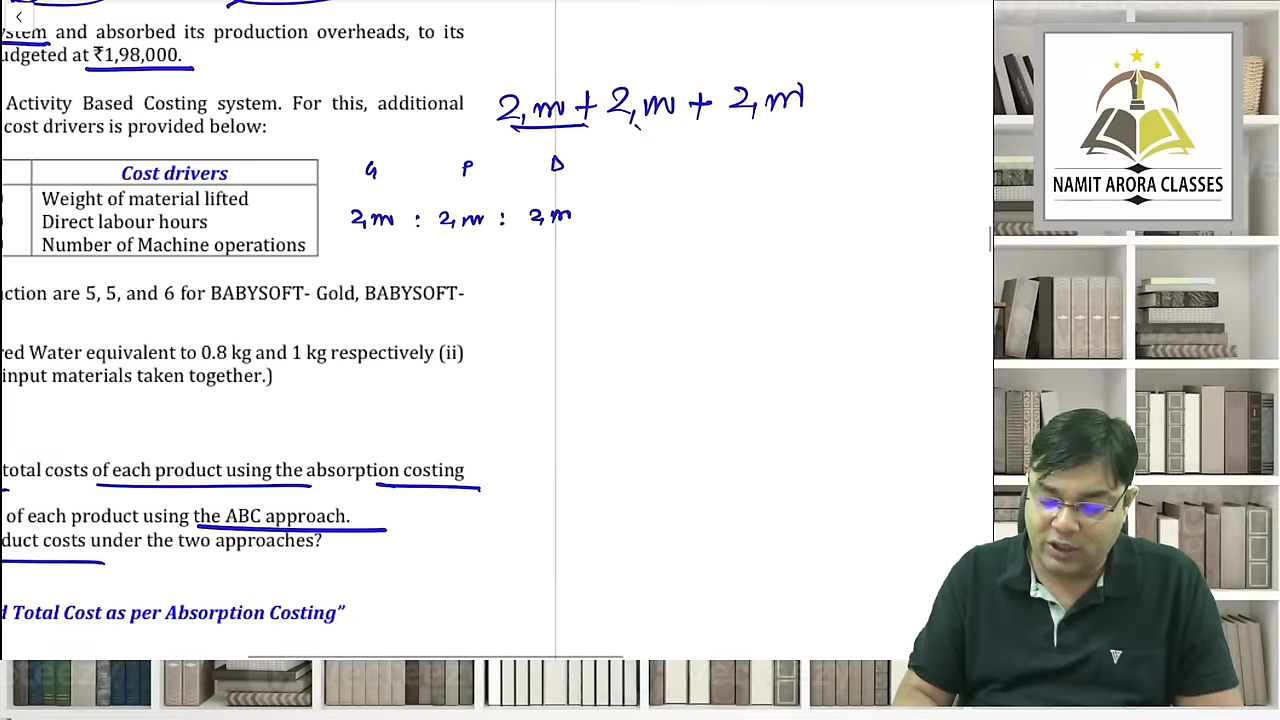 ystem and absorbed its production overheads, to its
udgeted at ₹1,98,000.
Activity Based Costing system. For this, additional
cost drivers is provided below:
Cost drivers
Weight of material lifted
Direct labour hours
Number of Machine operations
uction are 5, 5, and 6 for BABYSOFT- Gold, BABYSOFT-
red Water equivalent to 0.8 kg and 1 kg respectively (ii)
input materials taken together.)
total costs of each product using the absorption costing
of each product using the ABC approach.
duct costs under the two approaches?
d Total Cost as per Absorption Costing”
2,m + 2,m + 2,m
G P D
2,m : 2,m : 2,m
NAMIT ARORA CLASSES